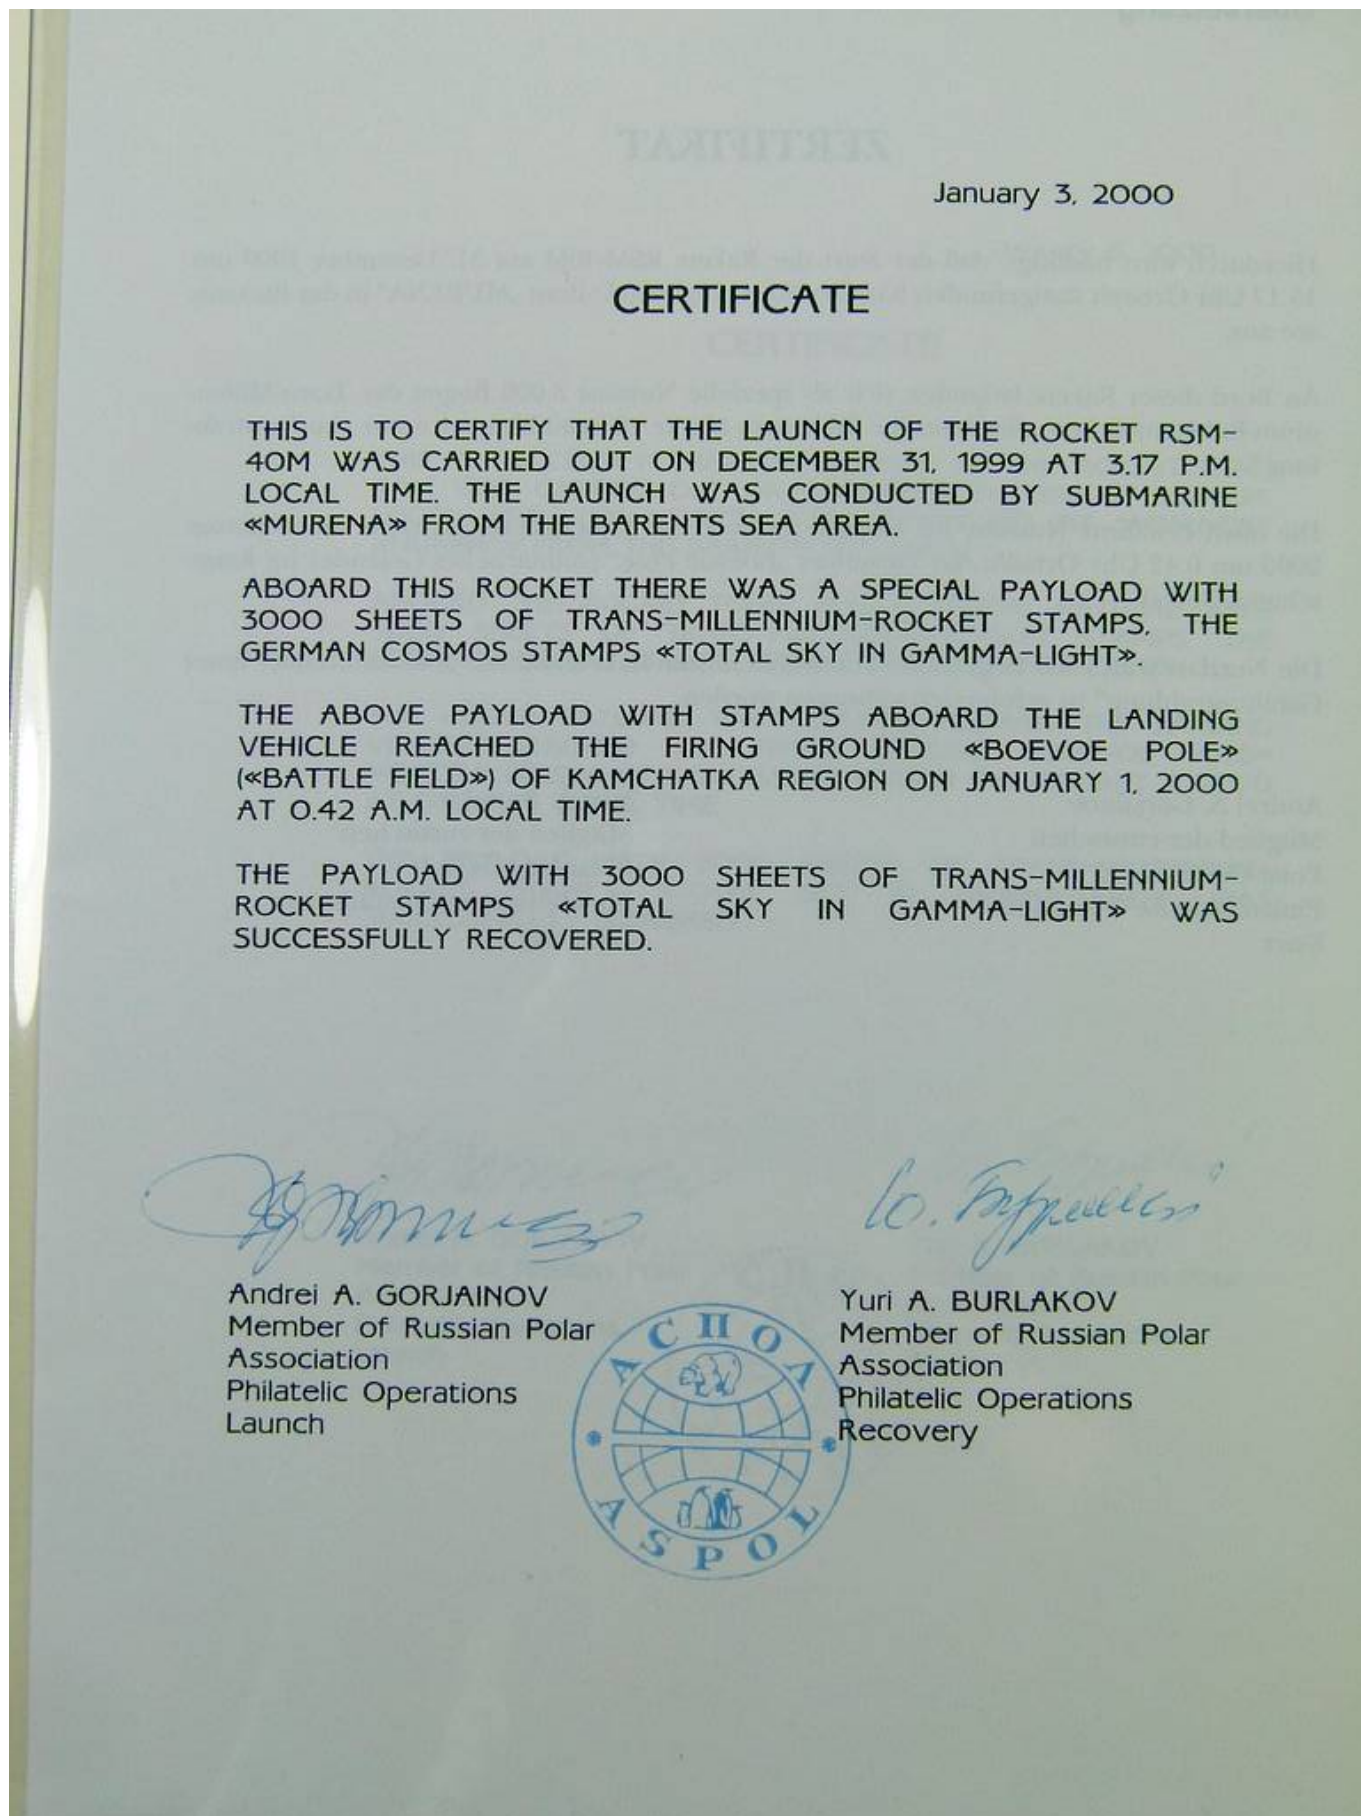 January 3, 2000
CERTIFICATE
THIS IS TO CERTIFY THAT THE LAUNCN OF THE ROCKET RSM-
40M WAS CARRIED OUT ON DECEMBER 31, 1999 AT 3.17 P.M.
LOCAL TIME. THE LAUNCH WAS CONDUCTED BY SUBMARINE
«MURENA» FROM THE BARENTS SEA AREA.
ABOARD THIS ROCKET THERE WAS A SPECIAL PAYLOAD WITH
3000 SHEETS OF TRANS-MILLENNIUM-ROCKET STAMPS, THE
GERMAN COSMOS STAMPS «TOTAL SKY IN GAMMA-LIGHT».
THE ABOVE PAYLOAD WITH STAMPS ABOARD THE LANDING
VEHICLE REACHED THE FIRING GROUND «BOEVOE POLE»
(«BATTLE FIELD») OF KAMCHATKA REGION ON JANUARY 1, 2000
AT 0.42 A.M. LOCAL TIME.
THE PAYLOAD WITH 3000 SHEETS OF TRANS-MILLENNIUM-
ROCKET STAMPS «TOTAL SKY IN GAMMA-LIGHT» WAS
SUCCESSFULLY RECOVERED.
Andrei A. GORJAINOV
Member of Russian Polar
Association
Philatelic Operations
Launch
Yuri A. BURLAKOV
Member of Russian Polar
Association
Philatelic Operations
Recovery
АСПОЛ
ASPOL
ZERTIFIKAT